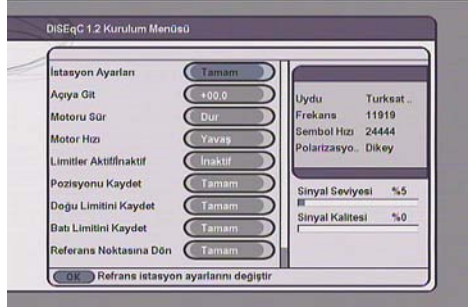 DiSEqC 1.2 Kurulum Menüsü
İstasyon Ayarları Tamam
Açıya Git +00.0
Motoru Sür Dur
Motor Hızı Yavaş
Limitler Aktif/İnaktif İnaktif
Pozisyonu Kaydet Tamam
Doğu Limitini Kaydet Tamam
Batı Limitini Kaydet Tamam
Referans Noktasına Dön Tamam
Uydu Turksat ..
Frekans 11919
Sembol Hızı 24444
Polarizasyo.. Dikey
Sinyal Seviyesi %5
Sinyal Kalitesi %0
OK Refrans istasyon ayarlarını değiştir